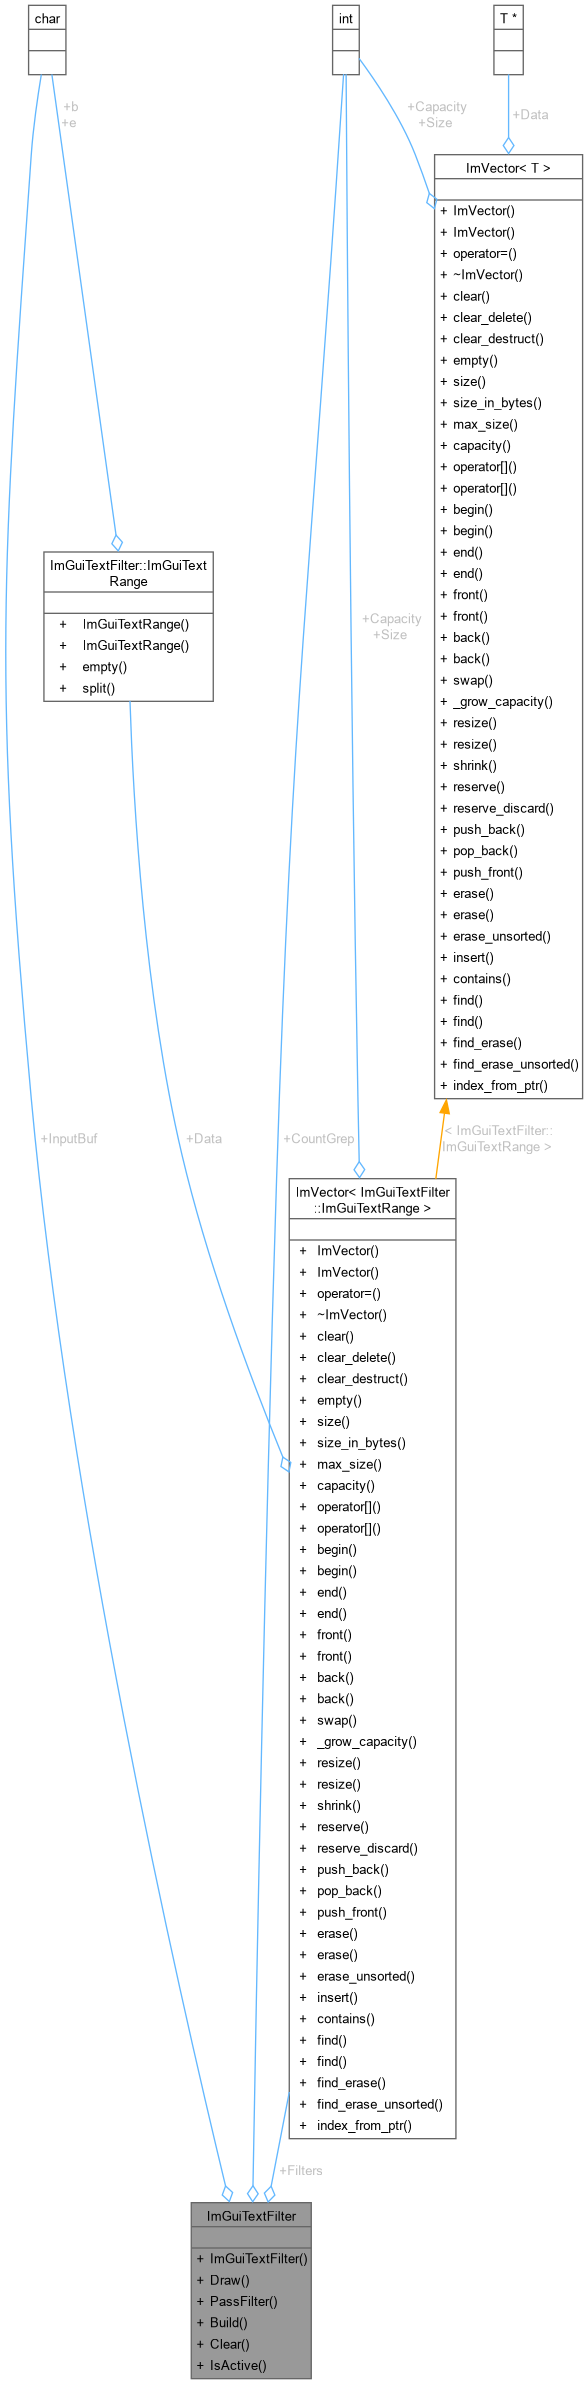 char
int
T *
+b
+e
+Capacity
+Size
+Data
ImVector< T >
+ ImVector()
+ ImVector()
+ operator=()
+ ~ImVector()
+ clear()
+ clear_delete()
+ clear_destruct()
+ empty()
+ size()
+ size_in_bytes()
+ max_size()
+ capacity()
+ operator[]()
+ operator[]()
+ begin()
+ begin()
+ end()
+ end()
+ front()
+ front()
+ back()
+ back()
+ swap()
+ _grow_capacity()
+ resize()
+ resize()
+ shrink()
+ reserve()
+ reserve_discard()
+ push_back()
+ pop_back()
+ push_front()
+ erase()
+ erase()
+ erase_unsorted()
+ insert()
+ contains()
+ find()
+ find()
+ find_erase()
+ find_erase_unsorted()
+ index_from_ptr()
ImGuiTextFilter::ImGuiText
Range
+ ImGuiTextRange()
+ ImGuiTextRange()
+ empty()
+ split()
+Capacity
+Size
+InputBuf
+Data
+CountGrep
< ImGuiTextFilter::
ImGuiTextRange >
ImVector< ImGuiTextFilter
::ImGuiTextRange >
+ ImVector()
+ ImVector()
+ operator=()
+ ~ImVector()
+ clear()
+ clear_delete()
+ clear_destruct()
+ empty()
+ size()
+ size_in_bytes()
+ max_size()
+ capacity()
+ operator[]()
+ operator[]()
+ begin()
+ begin()
+ end()
+ end()
+ front()
+ front()
+ back()
+ back()
+ swap()
+ _grow_capacity()
+ resize()
+ resize()
+ shrink()
+ reserve()
+ reserve_discard()
+ push_back()
+ pop_back()
+ push_front()
+ erase()
+ erase()
+ erase_unsorted()
+ insert()
+ contains()
+ find()
+ find()
+ find_erase()
+ find_erase_unsorted()
+ index_from_ptr()
+Filters
ImGuiTextFilter
+ ImGuiTextFilter()
+ Draw()
+ PassFilter()
+ Build()
+ Clear()
+ IsActive()